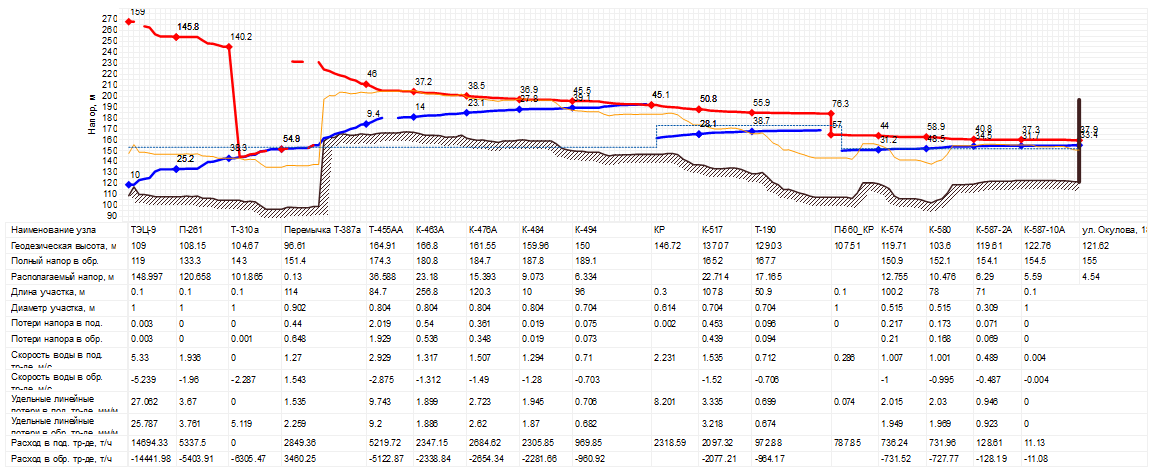 159
270
260
250
240
230
220
210
200
190
180
170
160
150
140
130
120
110
100
90
Напор, м
145.8
140.2
46
37.2
38.5
36.9
45.5
45.1
50.8
55.9
76.3
57
44
58.9
40.8
37.3
37.9
33.4
10
25.2
54.9
9.4
14
23.1
27.8
39.1
28.1
38.7
31.2
34.5
31.7
Наименование узла ТЭЦ-9 П-261 Т-310а Перемычка Т-387а Т-455АА К-463А К-476А К-484 К-494 КР К-517 Т-190 П560_КР К-574 К-580 К-587-2А К-587-10А ул. Окулова,
Геодезическая высота, м 109 108.15 104.67 96.61 164.91 166.8 161.55 159.96 150 146.72 137.07 129.03 107.51 119.71 103.6 119.61 122.76 121.62
Полный напор в обр. 119 133.3 143 151.4 174.3 180.8 184.7 187.8 189.1 165.2 167.7 150.9 152.1 154.1 154.5 155
Располагаемый напор, м 148.997 120.658 101.865 0.13 36.588 23.18 15.393 9.073 6.334 22.714 17.165 12.755 10.476 6.29 5.59 4.54
Длина участка, м 0.1 0.1 0.1 114 84.7 256.8 120.3 10 96 0.3 107.8 50.9 0.1 100.2 78 71 0.1
Диаметр участка, м 1 1 1 0.902 0.804 0.804 0.804 0.804 0.704 0.614 0.704 0.704 1 0.515 0.515 0.309 1
Потери напора в под. 0.003 0 0 0.44 2.019 0.54 0.361 0.019 0.075 0.002 0.453 0.096 0 0.217 0.173 0.071 0
Потери напора в обр. 0.003 0 0.001 0.648 1.929 0.536 0.348 0.019 0.073 0.439 0.094 0.21 0.168 0.069 0
Скорость воды в под. 5.33 1.936 0 1.27 2.929 1.317 1.507 1.294 0.71 2.231 1.535 0.712 0.286 1.007 1.001 0.489 0.004
тр-де, м/с
Скорость воды в обр. -5.239 -1.96 -2.287 1.543 -2.875 -1.312 -1.49 -1.28 -0.703 -1.52 -0.706 -1 -0.995 -0.487 -0.004
тр-де, м/с
Удельные линейные 27.062 3.67 0 1.535 9.743 1.899 2.723 1.945 0.706 8.201 3.335 0.699 0.074 2.015 2.03 0.946 0
потери в под. тр-де, мм/м
Удельные линейные 25.787 3.761 5.119 2.259 9.2 1.886 2.62 1.87 0.682 3.218 0.674 1.949 1.969 0.923 0
потери в обр. тр-де, мм/м
Расход в под. тр-де, т/ч 14694.33 5337.5 0 2849.36 5219.72 2347.15 2684.62 2305.85 969.85 2318.59 2097.32 972.88 787.85 736.24 731.96 128.61 11.13
Расход в обр. тр-де, т/ч -14441.98 -5403.91 -6305.47 3460.25 -5122.87 -2338.84 -2654.34 -2281.66 -960.92 -2077.21 -964.17 -731.52 -727.77 -128.19 -11.08